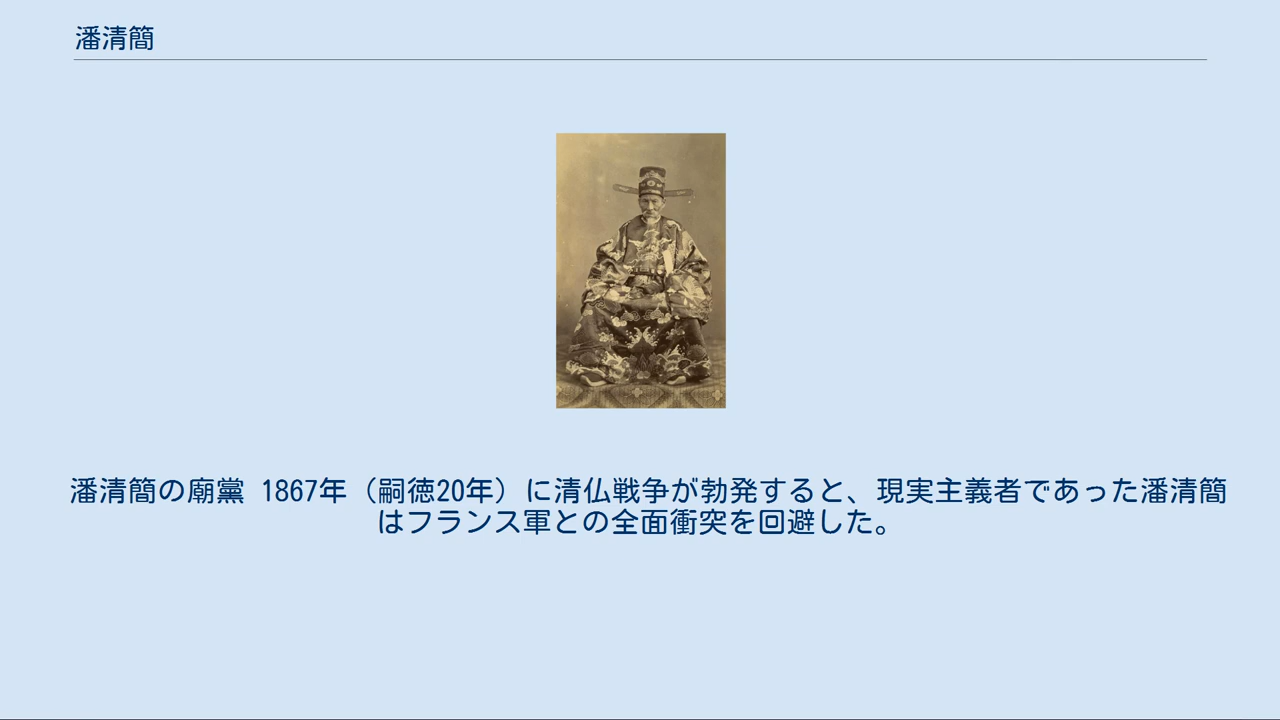 潘清簡
潘清簡の廟黨 1867年（嗣徳20年）に清仏戦争が勃発すると、現実主義者であった潘清簡
はフランス軍との全面衝突を回避した。